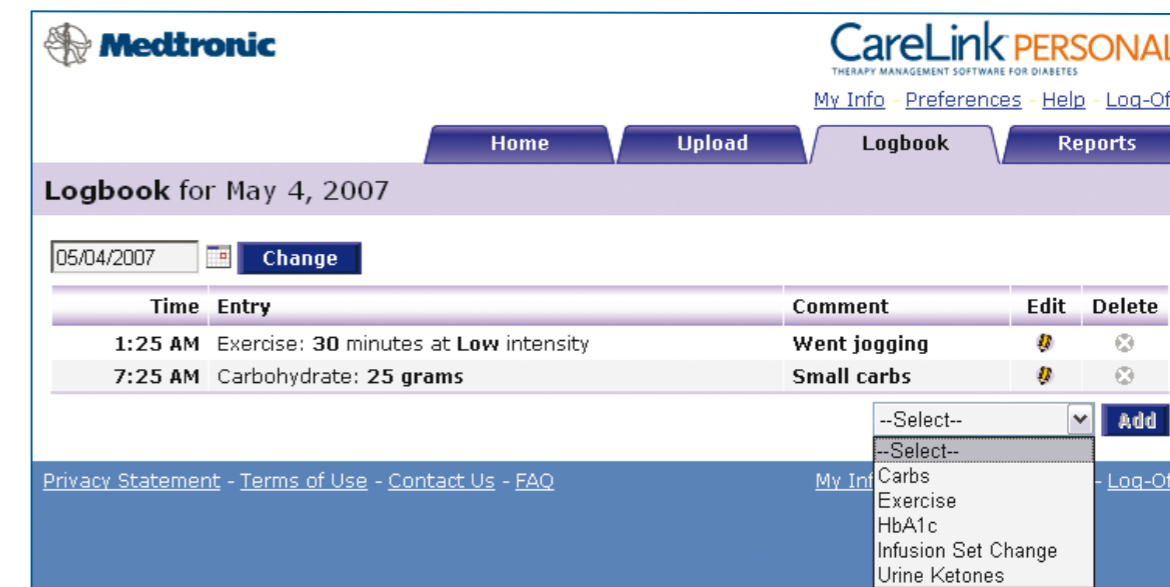 Medtronic
CareLink PERSONAL
THERAPY MANAGEMENT SOFTWARE FOR DIABETES
My Info - Preferences - Help - Log-Of
Home Upload Logbook Reports
Logbook for May 4, 2007
05/04/2007 Change
Time Entry Comment Edit Delete
1:25 AM Exercise: 30 minutes at Low intensity Went jogging
7:25 AM Carbohydrate: 25 grams Small carbs
--Select-- Add
--Select--
Privacy Statement - Terms of Use - Contact Us - FAQ My Inf - Log-Of
Carbs
Exercise
HbA1c
Infusion Set Change
Urine Ketones